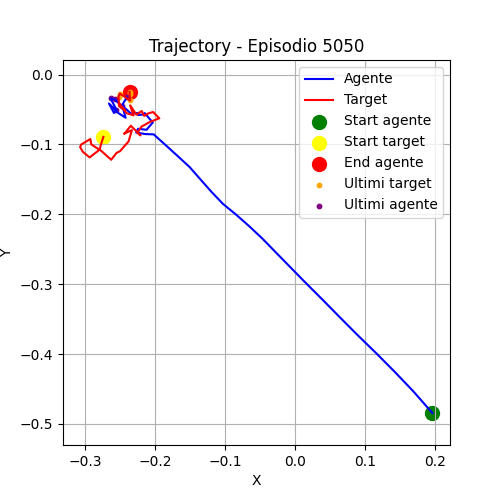 Trajectory - Episodio 5050
0.0
−0.1
−0.2
−0.3
−0.4
−0.5
Y
Agente
Target
Start agente
Start target
End agente
Ultimi target
Ultimi agente
−0.3
−0.2
−0.1
0.0
0.1
0.2
X